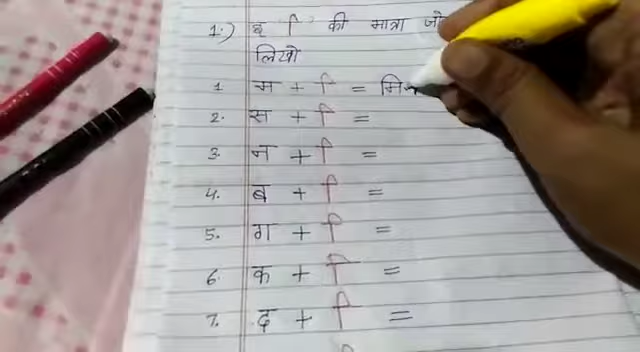 1.) इ ि की मात्रा जो
लिखो
1 म + ि = मि
2. स + ि =
3. न + ि =
4. ब + ि =
5. ग + ि =
6. क + ि =
7. द + ि =